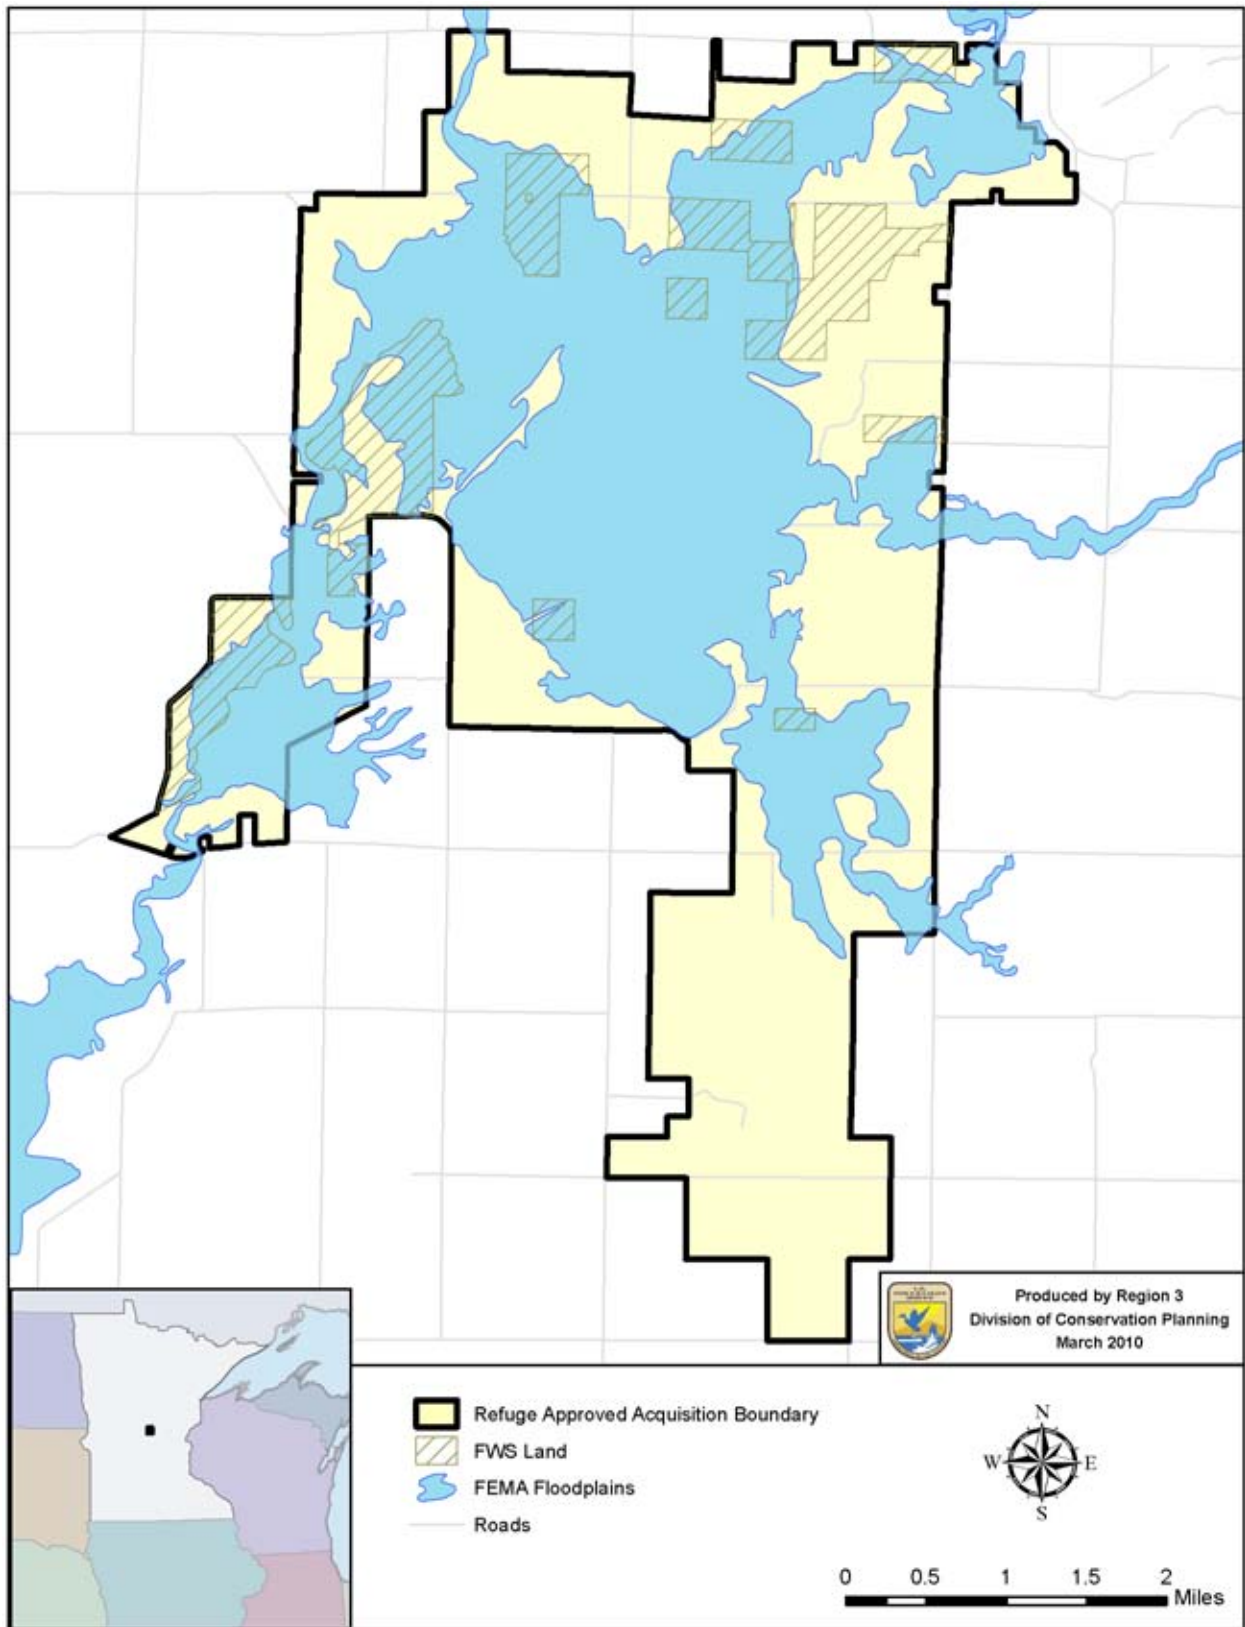 Produced by Region 3
Division of Conservation Planning
March 2010
Refuge Approved Acquisition Boundary
FWS Land
FEMA Floodplains
Roads
N
W E
S
0 0.5 1 1.5 2
Miles